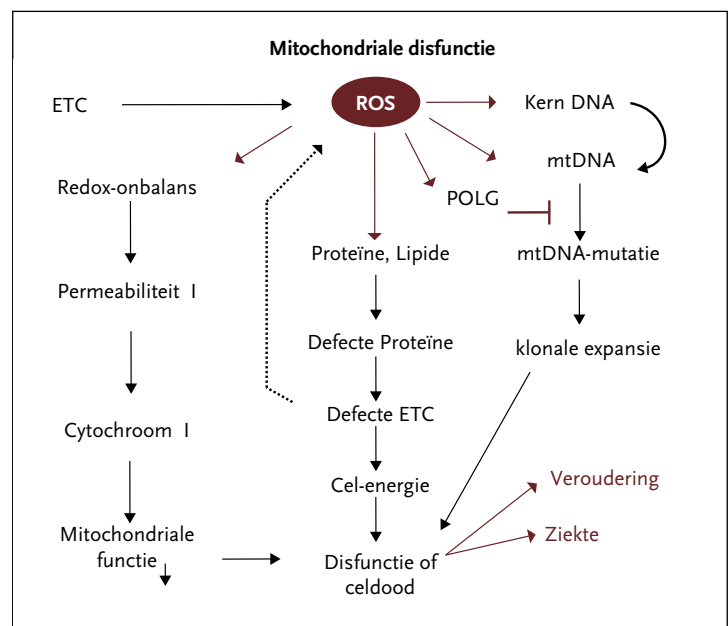 Mitochondriale disfunctie
ETC
ROS
Kern DNA
mtDNA
Redox-onbalans
POLG
Proteïne, Lipide
mtDNA-mutatie
Permeabiliteit I
Defecte Proteïne
klonale expansie
Defecte ETC
Cytochroom I
Cel-energie
Veroudering
Mitochondriale
functie
Ziekte
Disfunctie of
celdood